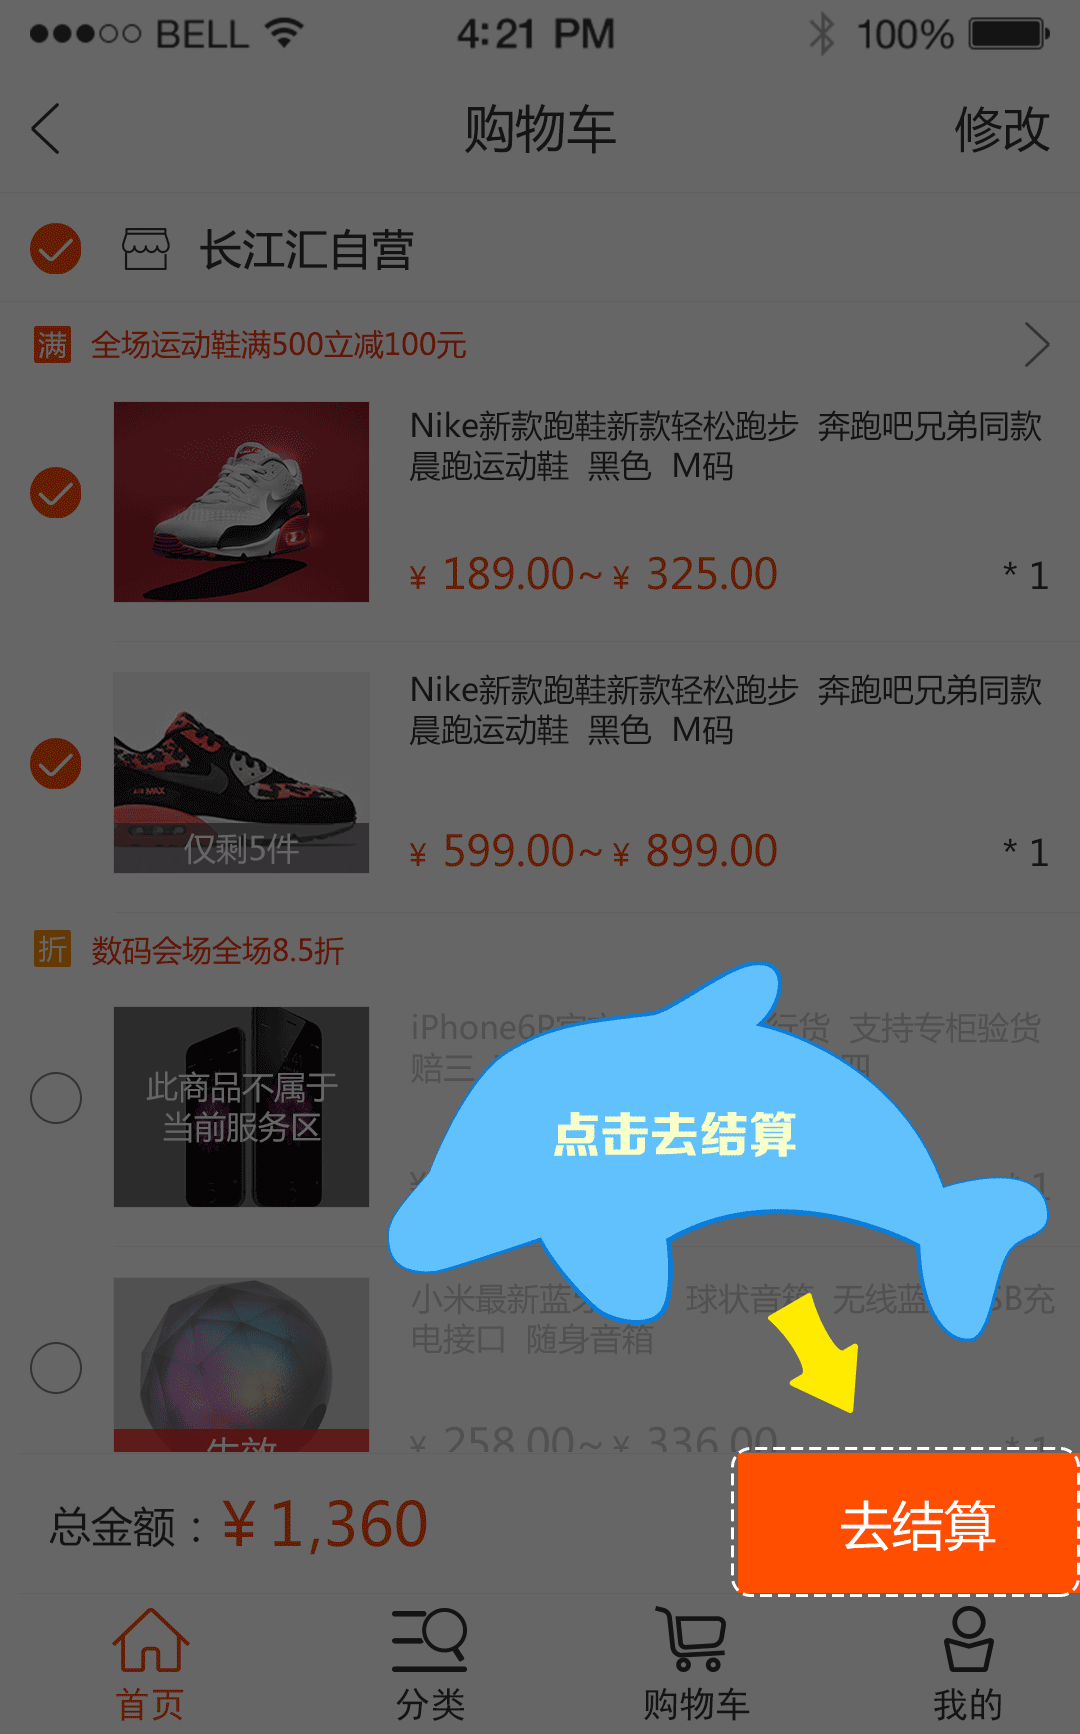 BELL
4:21 PM
100%
购物车
修改
长江汇自营
满 全场运动鞋满500立减100元
Nike新款跑鞋新款轻松跑步 奔跑吧兄弟同款
晨跑运动鞋 黑色 M码
¥ 189.00~¥ 325.00
* 1
Nike新款跑鞋新款轻松跑步 奔跑吧兄弟同款
晨跑运动鞋 黑色 M码
AIR MAX
仅剩5件
¥ 599.00~¥ 899.00
* 1
折 数码会场全场8.5折
此商品不属于
当前服务区
iPhone6P
行货 支持专柜验货
赔三
点击去结算
¥
* 1
小米最新蓝
球状音箱 无线蓝
SB充
电接口 随身音箱
¥ 258.00~¥ 336.00
* 1
总金额：¥1,360
去结算
首页
分类
购物车
我的